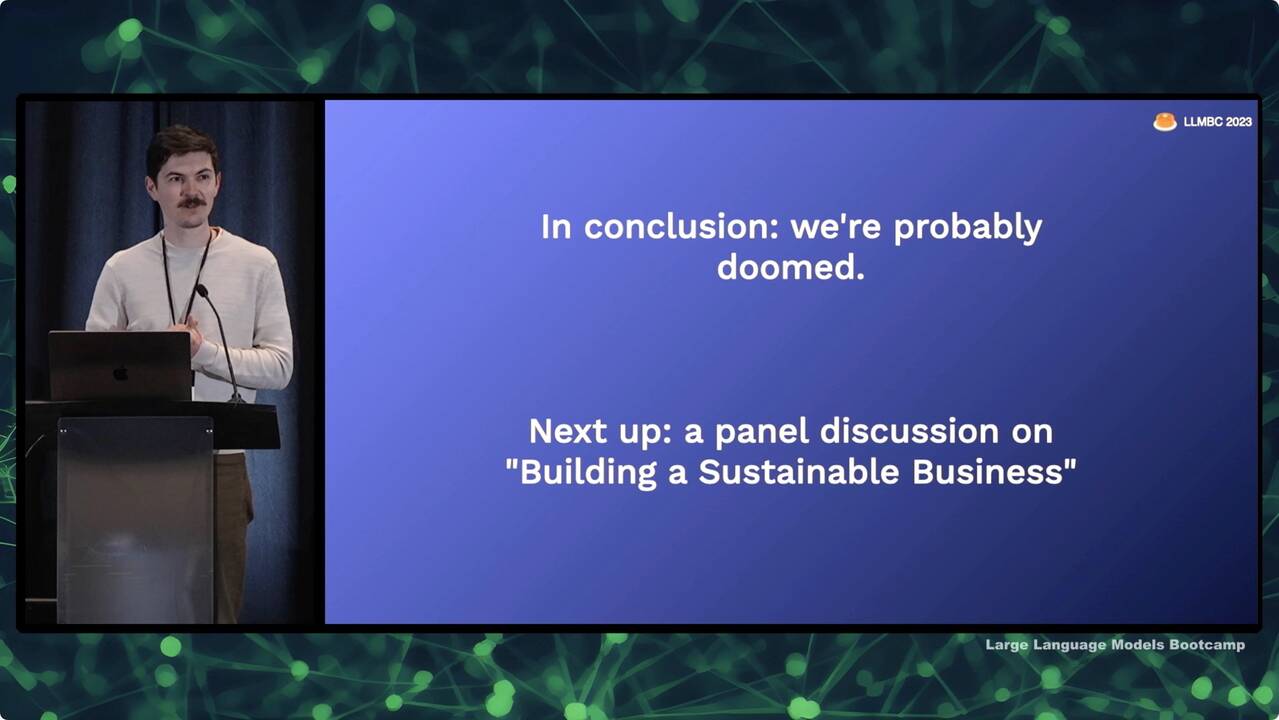 LLMBC 2023
In conclusion: we're probably
doomed.
Next up: a panel discussion on
"Building a Sustainable Business"
Large Language Models Bootcamp